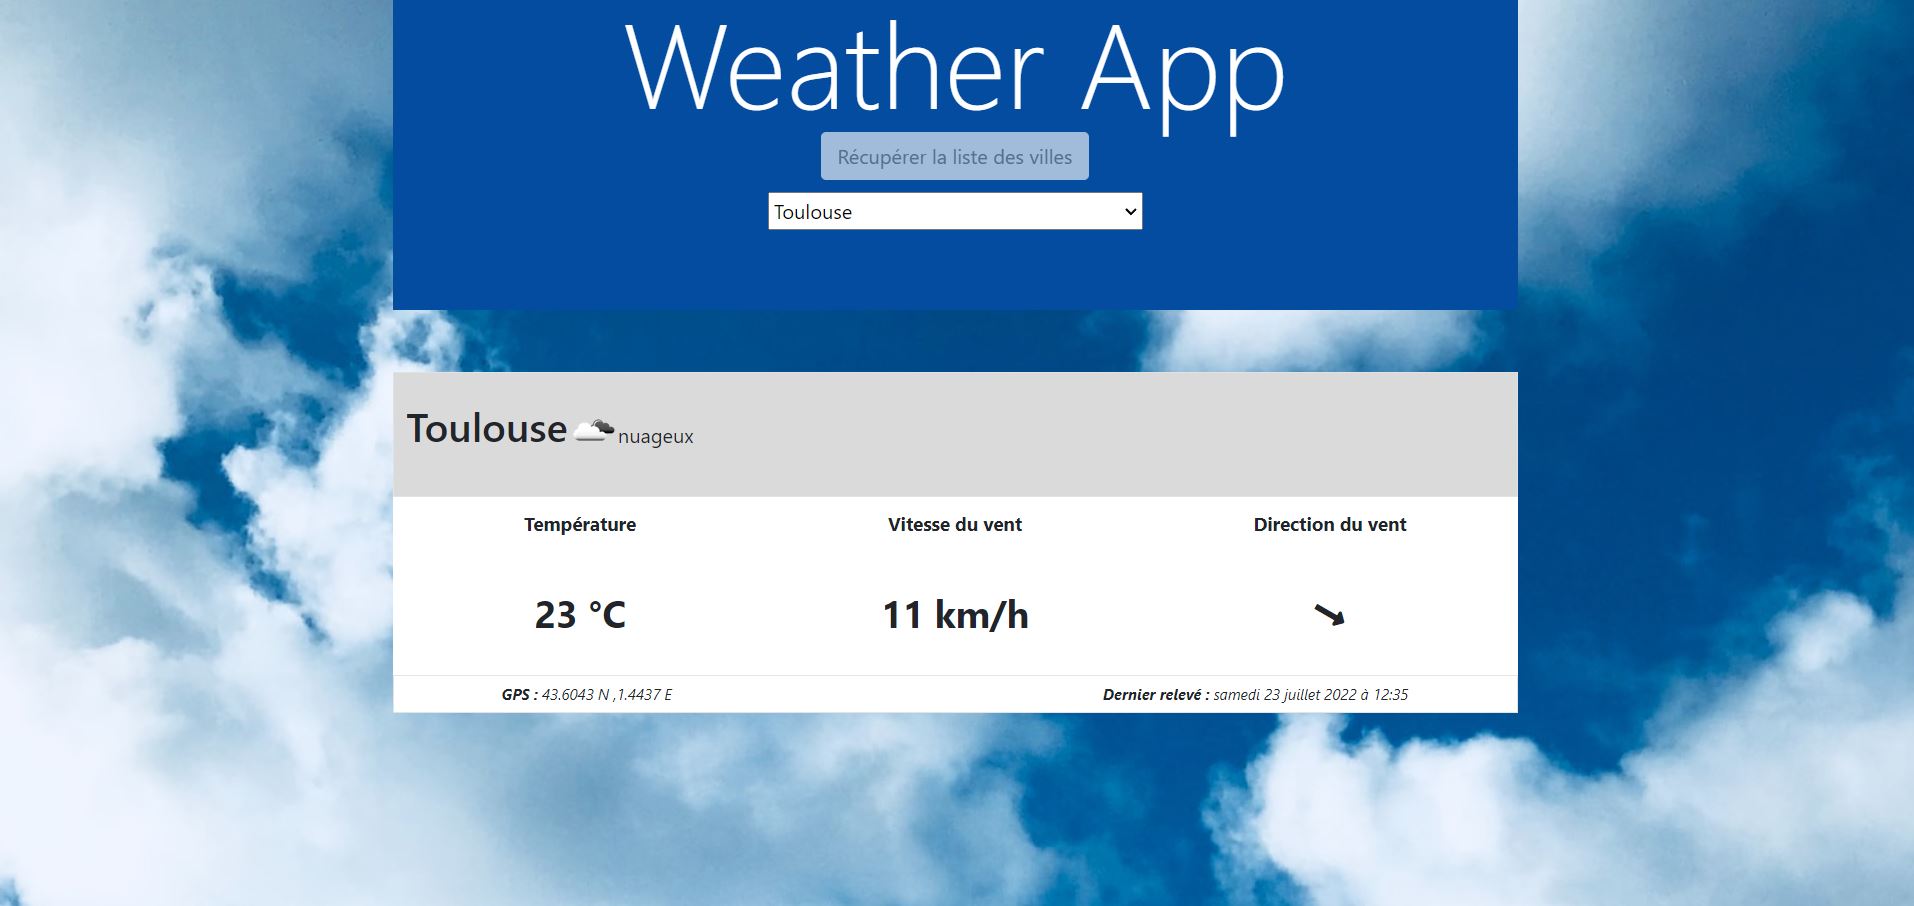 Weather App
Récupérer la liste des villes
Toulouse
Toulouse nuageux
Température Vitesse du vent Direction du vent
23 °C 11 km/h
GPS : 43.6043 N ,1.4437 E Dernier relevé : samedi 23 juillet 2022 à 12:35